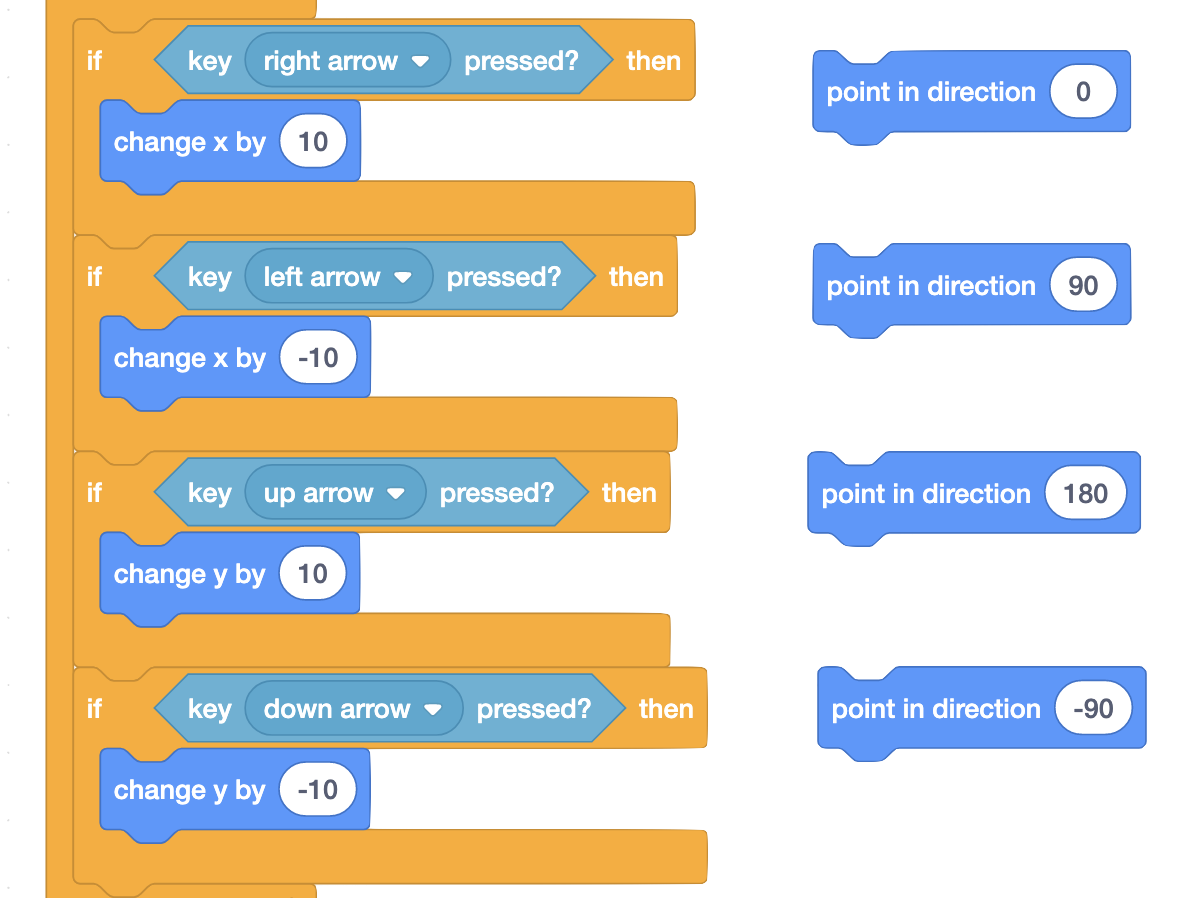 if key right arrow pressed? then
change x by 10
if key left arrow pressed? then
change x by -10
if key up arrow pressed? then
change y by 10
if key down arrow pressed? then
change y by -10
point in direction 0
point in direction 90
point in direction 180
point in direction -90